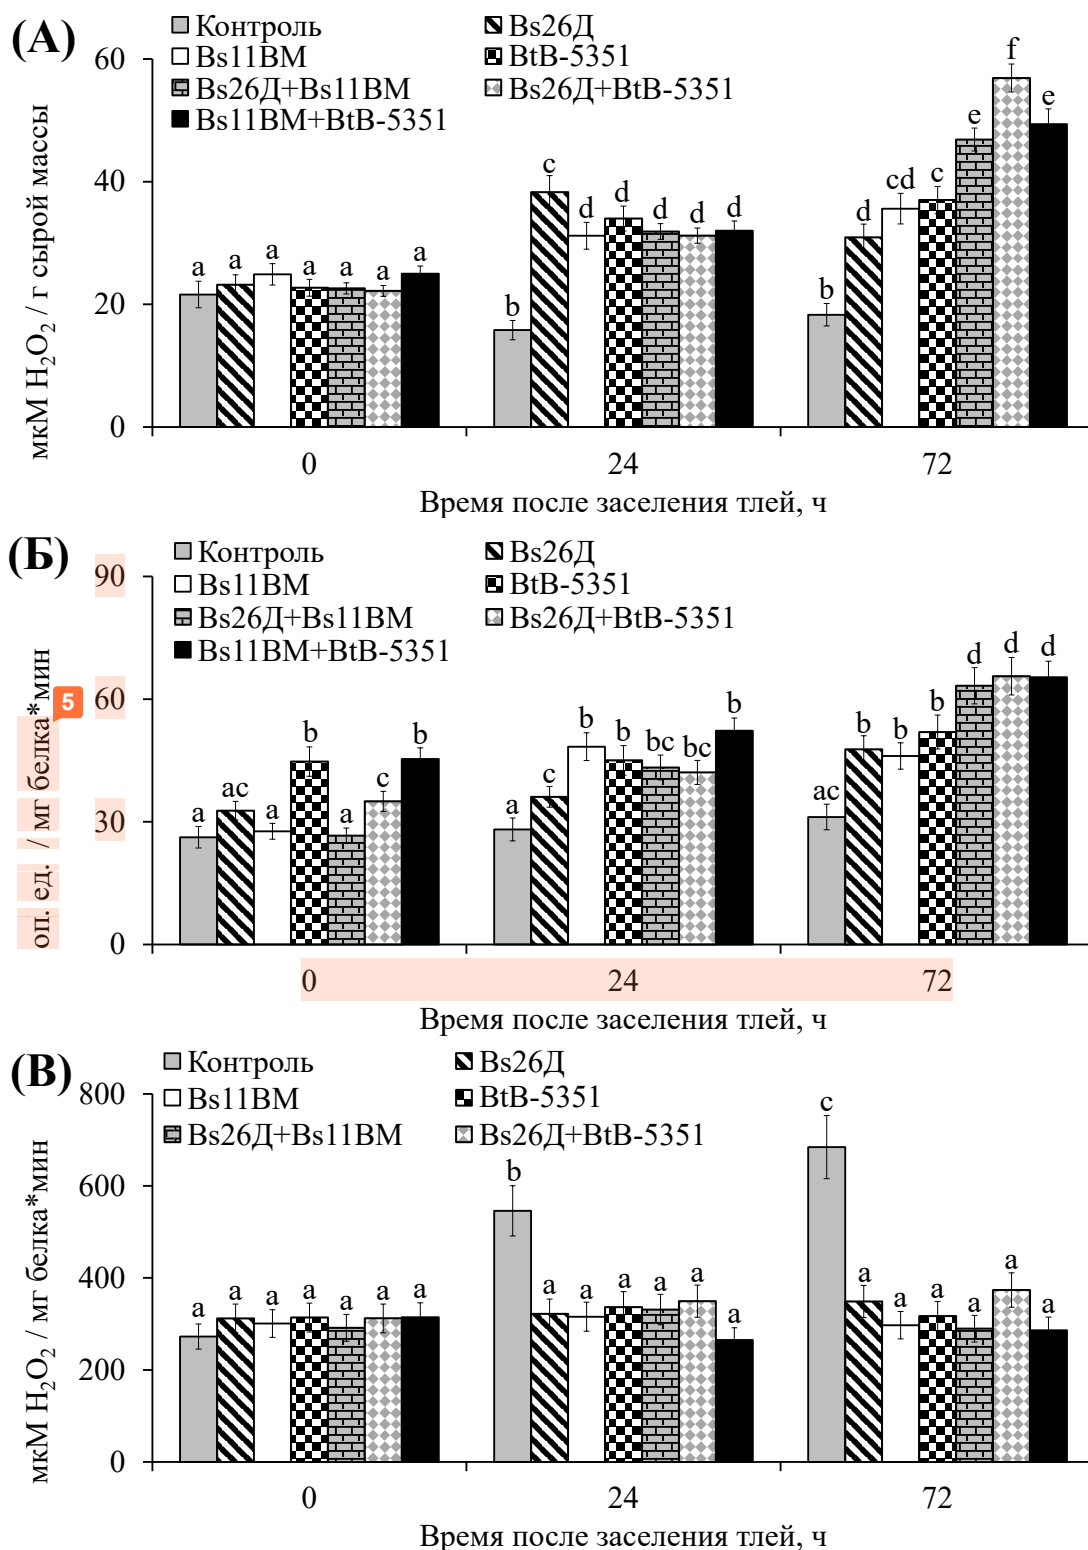 (А)
Контроль Bs26Д
Bs11ВМ BtB-5351
Bs26Д+Bs11ВМ Bs26Д+BtB-5351
Bs11ВМ+BtB-5351
мкМ H₂O₂ / г сырой массы
60
40
20
0
a a a a a a a
b c d d d d d
b d cd c e f e
0 24 72
Время после заселения тлей, ч
(Б)
Контроль Bs26Д
Bs11ВМ BtB-5351
Bs26Д+Bs11ВМ Bs26Д+BtB-5351
Bs11ВМ+BtB-5351
оп. ед. / мг белка*мин
5
90
60
30
0
a ac a b a c b
a c b b bc bc b
ac b b b d d d
0 24 72
Время после заселения тлей, ч
(В)
Контроль Bs26Д
Bs11ВМ BtB-5351
Bs26Д+Bs11ВМ Bs26Д+BtB-5351
мкМ H₂O₂ / мг белка*мин
800
600
400
200
0
a a a a a a a
b a a a a a a
c a a a a a a
0 24 72
Время после заселения тлей, ч